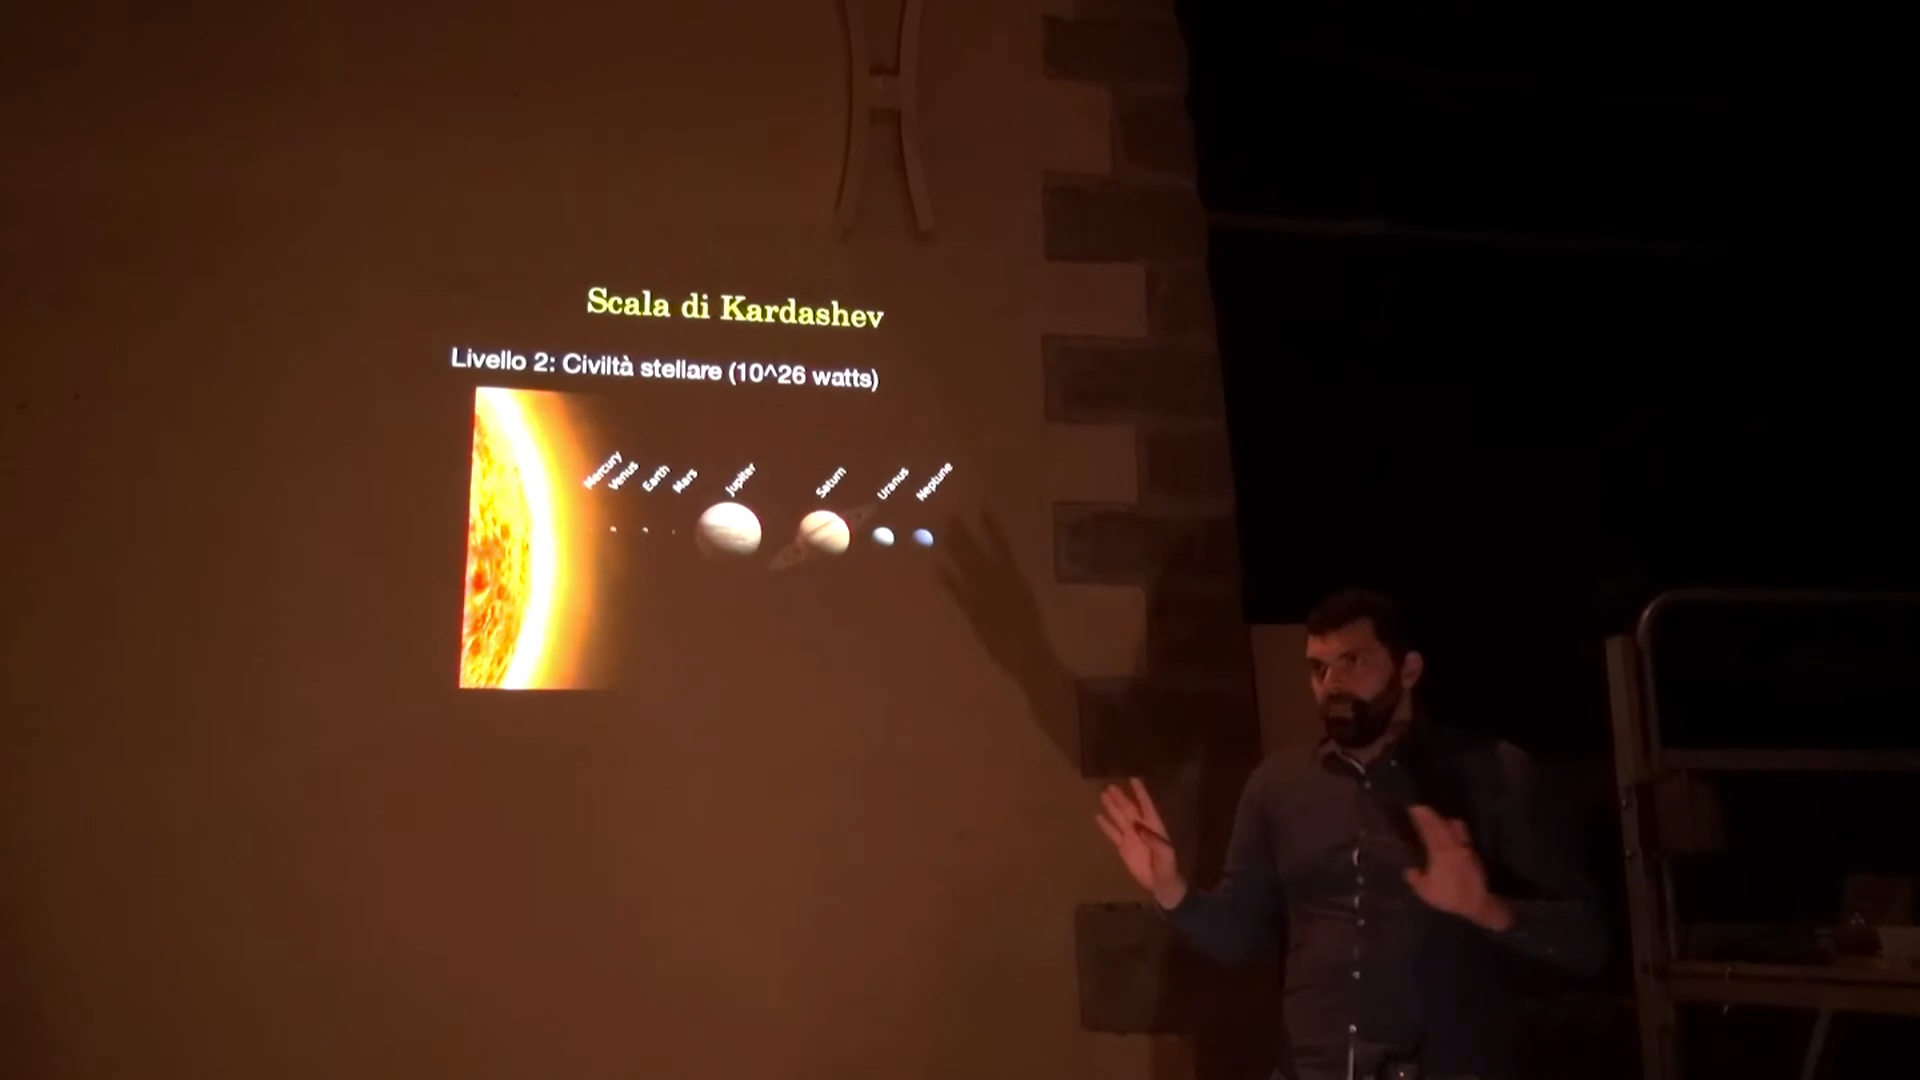 Scala di Kardashev
Livello 2: Civiltà stellare (10^26 watts)
Mercury
Venus
Earth
Mars
Jupiter
Saturn
Uranus
Neptune